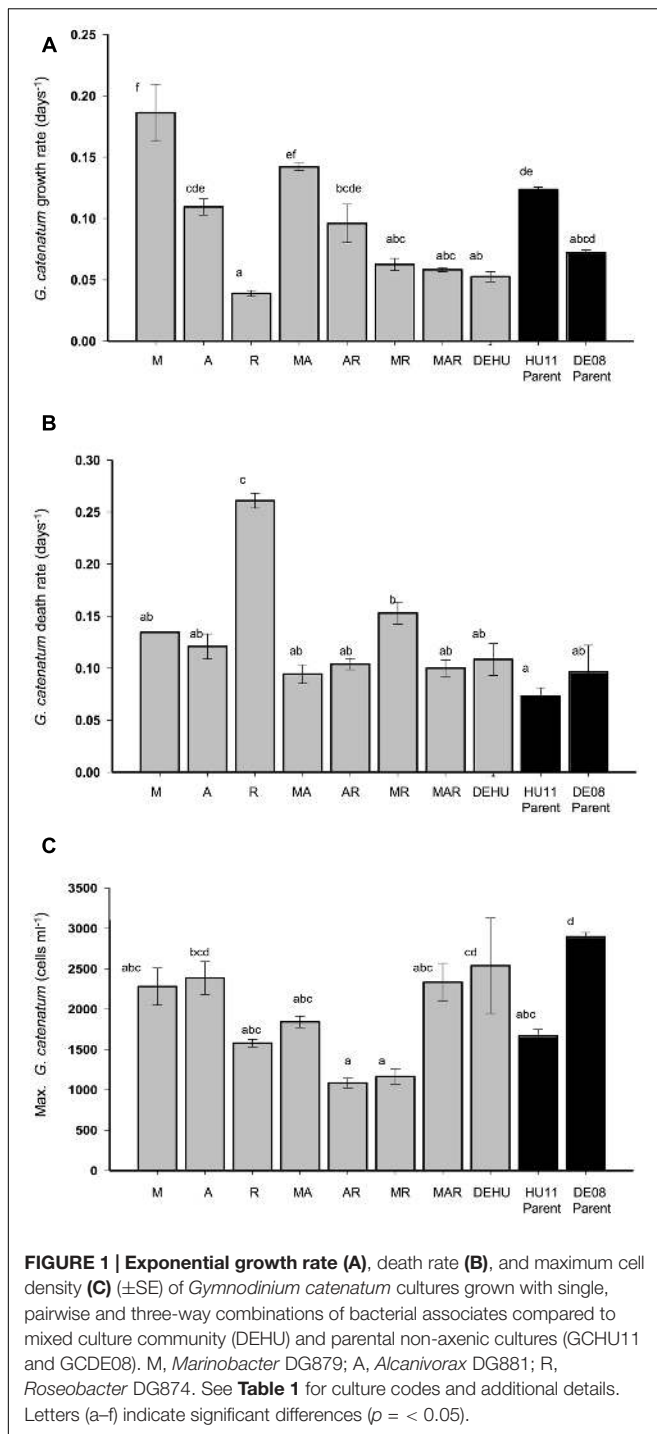 A
G. catenatum growth rate (days-1)
0.25
0.20
0.15
0.10
0.05
0.00
f
cde
a
ef
bcde
abc
abc
ab
de
abcd
M A R MA AR MR MAR DEHU HU11 Parent DE08 Parent
B
G. catenatum death rate (days-1)
0.30
0.25
0.20
0.15
0.10
0.05
0.00
ab
ab
c
ab
ab
b
ab
ab
a
ab
M A R MA AR MR MAR DEHU HU11 Parent DE08 Parent
C
Max. G. catenatum (cells ml-1)
3500
3000
2500
2000
1500
1000
500
0
abc
bcd
abc
abc
a
a
abc
cd
abc
d
M A R MA AR MR MAR DEHU HU11 Parent DE08 Parent
FIGURE 1 | Exponential growth rate (A), death rate (B), and maximum cell
density (C) (±SE) of Gymnodinium catenatum cultures grown with single,
pairwise and three-way combinations of bacterial associates compared to
mixed culture community (DEHU) and parental non-axenic cultures (GCHU11
and GCDE08). M, Marinobacter DG879; A, Alcanivorax DG881; R,
Roseobacter DG874. See Table 1 for culture codes and additional details.
Letters (a–f) indicate significant differences (p = < 0.05).